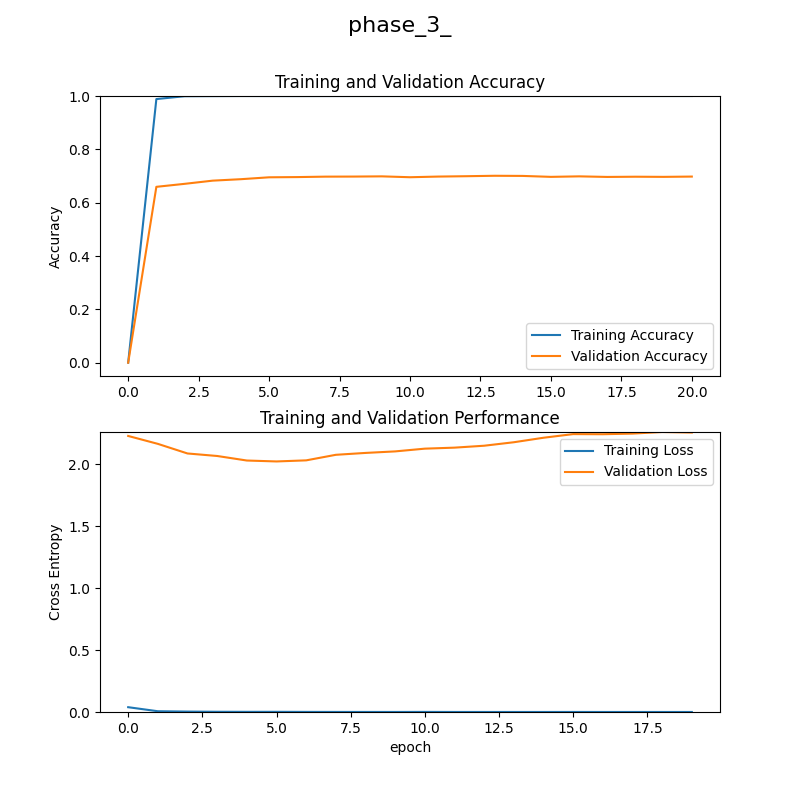 phase_3_
Training and Validation Accuracy
1.0
0.8
0.6
0.4
0.2
0.0
Accuracy
Training Accuracy
Validation Accuracy
0.0 2.5 5.0 7.5 10.0 12.5 15.0 17.5 20.0
Training and Validation Performance
2.0
1.5
1.0
0.5
0.0
Cross Entropy
Training Loss
Validation Loss
0.0 2.5 5.0 7.5 10.0 12.5 15.0 17.5
epoch